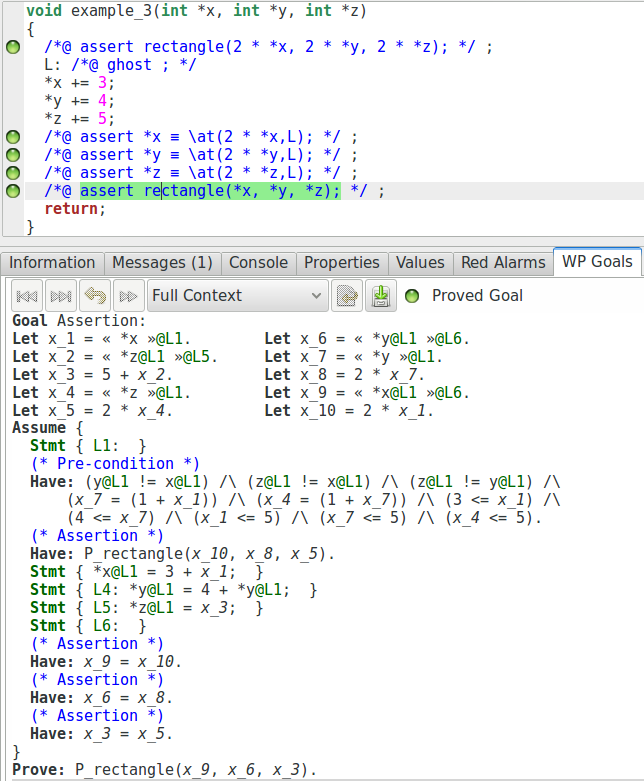 void example_3(int *x, int *y, int *z)
{
/*@ assert rectangle(2 * *x, 2 * *y, 2 * *z); */ ;
L: /*@ ghost ; */
*x += 3;
*y += 4;
*z += 5;
/*@ assert *x ≡ \at(2 * *x,L); */ ;
/*@ assert *y ≡ \at(2 * *y,L); */ ;
/*@ assert *z ≡ \at(2 * *z,L); */ ;
/*@ assert rectangle(*x, *y, *z); */ ;
return;
}
Information Messages (1) Console Properties Values Red Alarms WP Goals
Full Context Proved Goal
Goal Assertion:
Let x_1 = « *x »@L1. Let x_6 = « *y@L1 »@L6.
Let x_2 = « *z@L1 »@L5. Let x_7 = « *y »@L1.
Let x_3 = 5 + x_2. Let x_8 = 2 * x_7.
Let x_4 = « *z »@L1. Let x_9 = « *x@L1 »@L6.
Let x_5 = 2 * x_4. Let x_10 = 2 * x_1.
Assume {
Stmt { L1: }
(* Pre-condition *)
Have: (y@L1 != x@L1) /\ (z@L1 != x@L1) /\ (z@L1 != y@L1) /\
(x_7 = (1 + x_1)) /\ (x_4 = (1 + x_7)) /\ (3 <= x_1) /\
(4 <= x_7) /\ (x_1 <= 5) /\ (x_7 <= 5) /\ (x_4 <= 5).
(* Assertion *)
Have: P_rectangle(x_10, x_8, x_5).
Stmt { *x@L1 = 3 + x_1; }
Stmt { L4: *y@L1 = 4 + *y@L1; }
Stmt { L5: *z@L1 = x_3; }
Stmt { L6: }
(* Assertion *)
Have: x_9 = x_10.
(* Assertion *)
Have: x_6 = x_8.
(* Assertion *)
Have: x_3 = x_5.
}
Prove: P_rectangle(x_9, x_6, x_3).